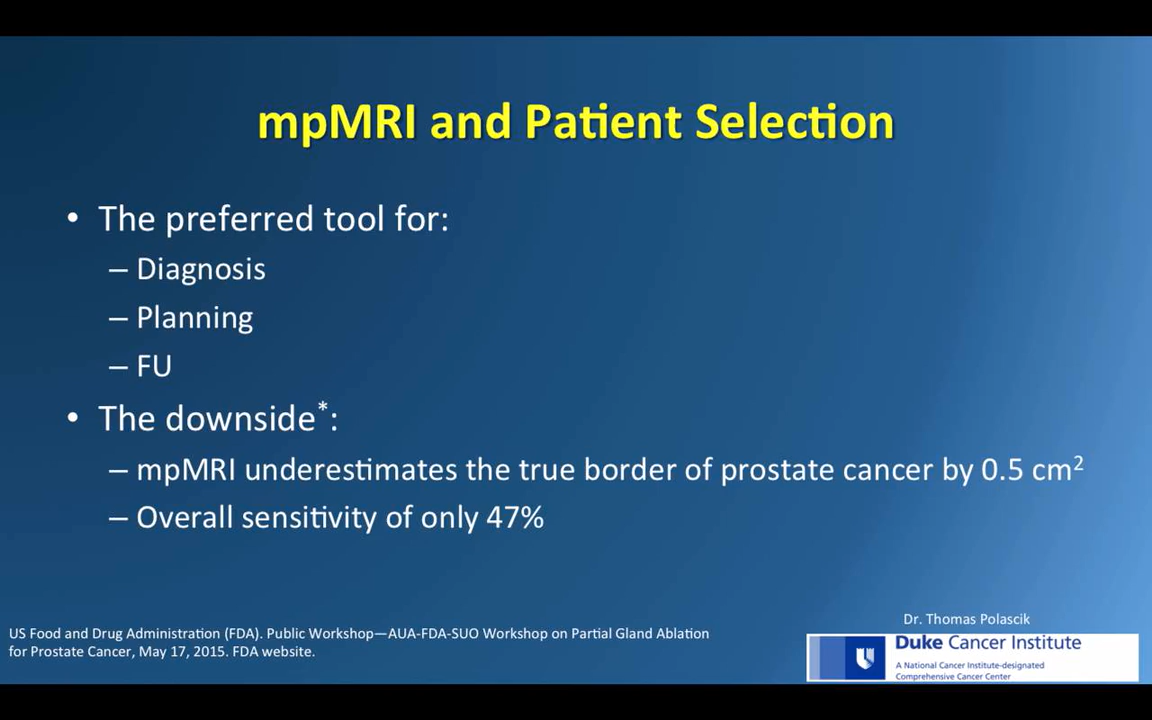 mpMRI and Patient Selection
• The preferred tool for:
– Diagnosis
– Planning
– FU
• The downside*:
– mpMRI underestimates the true border of prostate cancer by 0.5 cm²
– Overall sensitivity of only 47%
US Food and Drug Administration (FDA). Public Workshop—AUA-FDA-SUO Workshop on Partial Gland Ablation
for Prostate Cancer, May 17, 2015. FDA website.
Dr. Thomas Polascik
Duke Cancer Institute
A National Cancer Institute-designated
Comprehensive Cancer Center